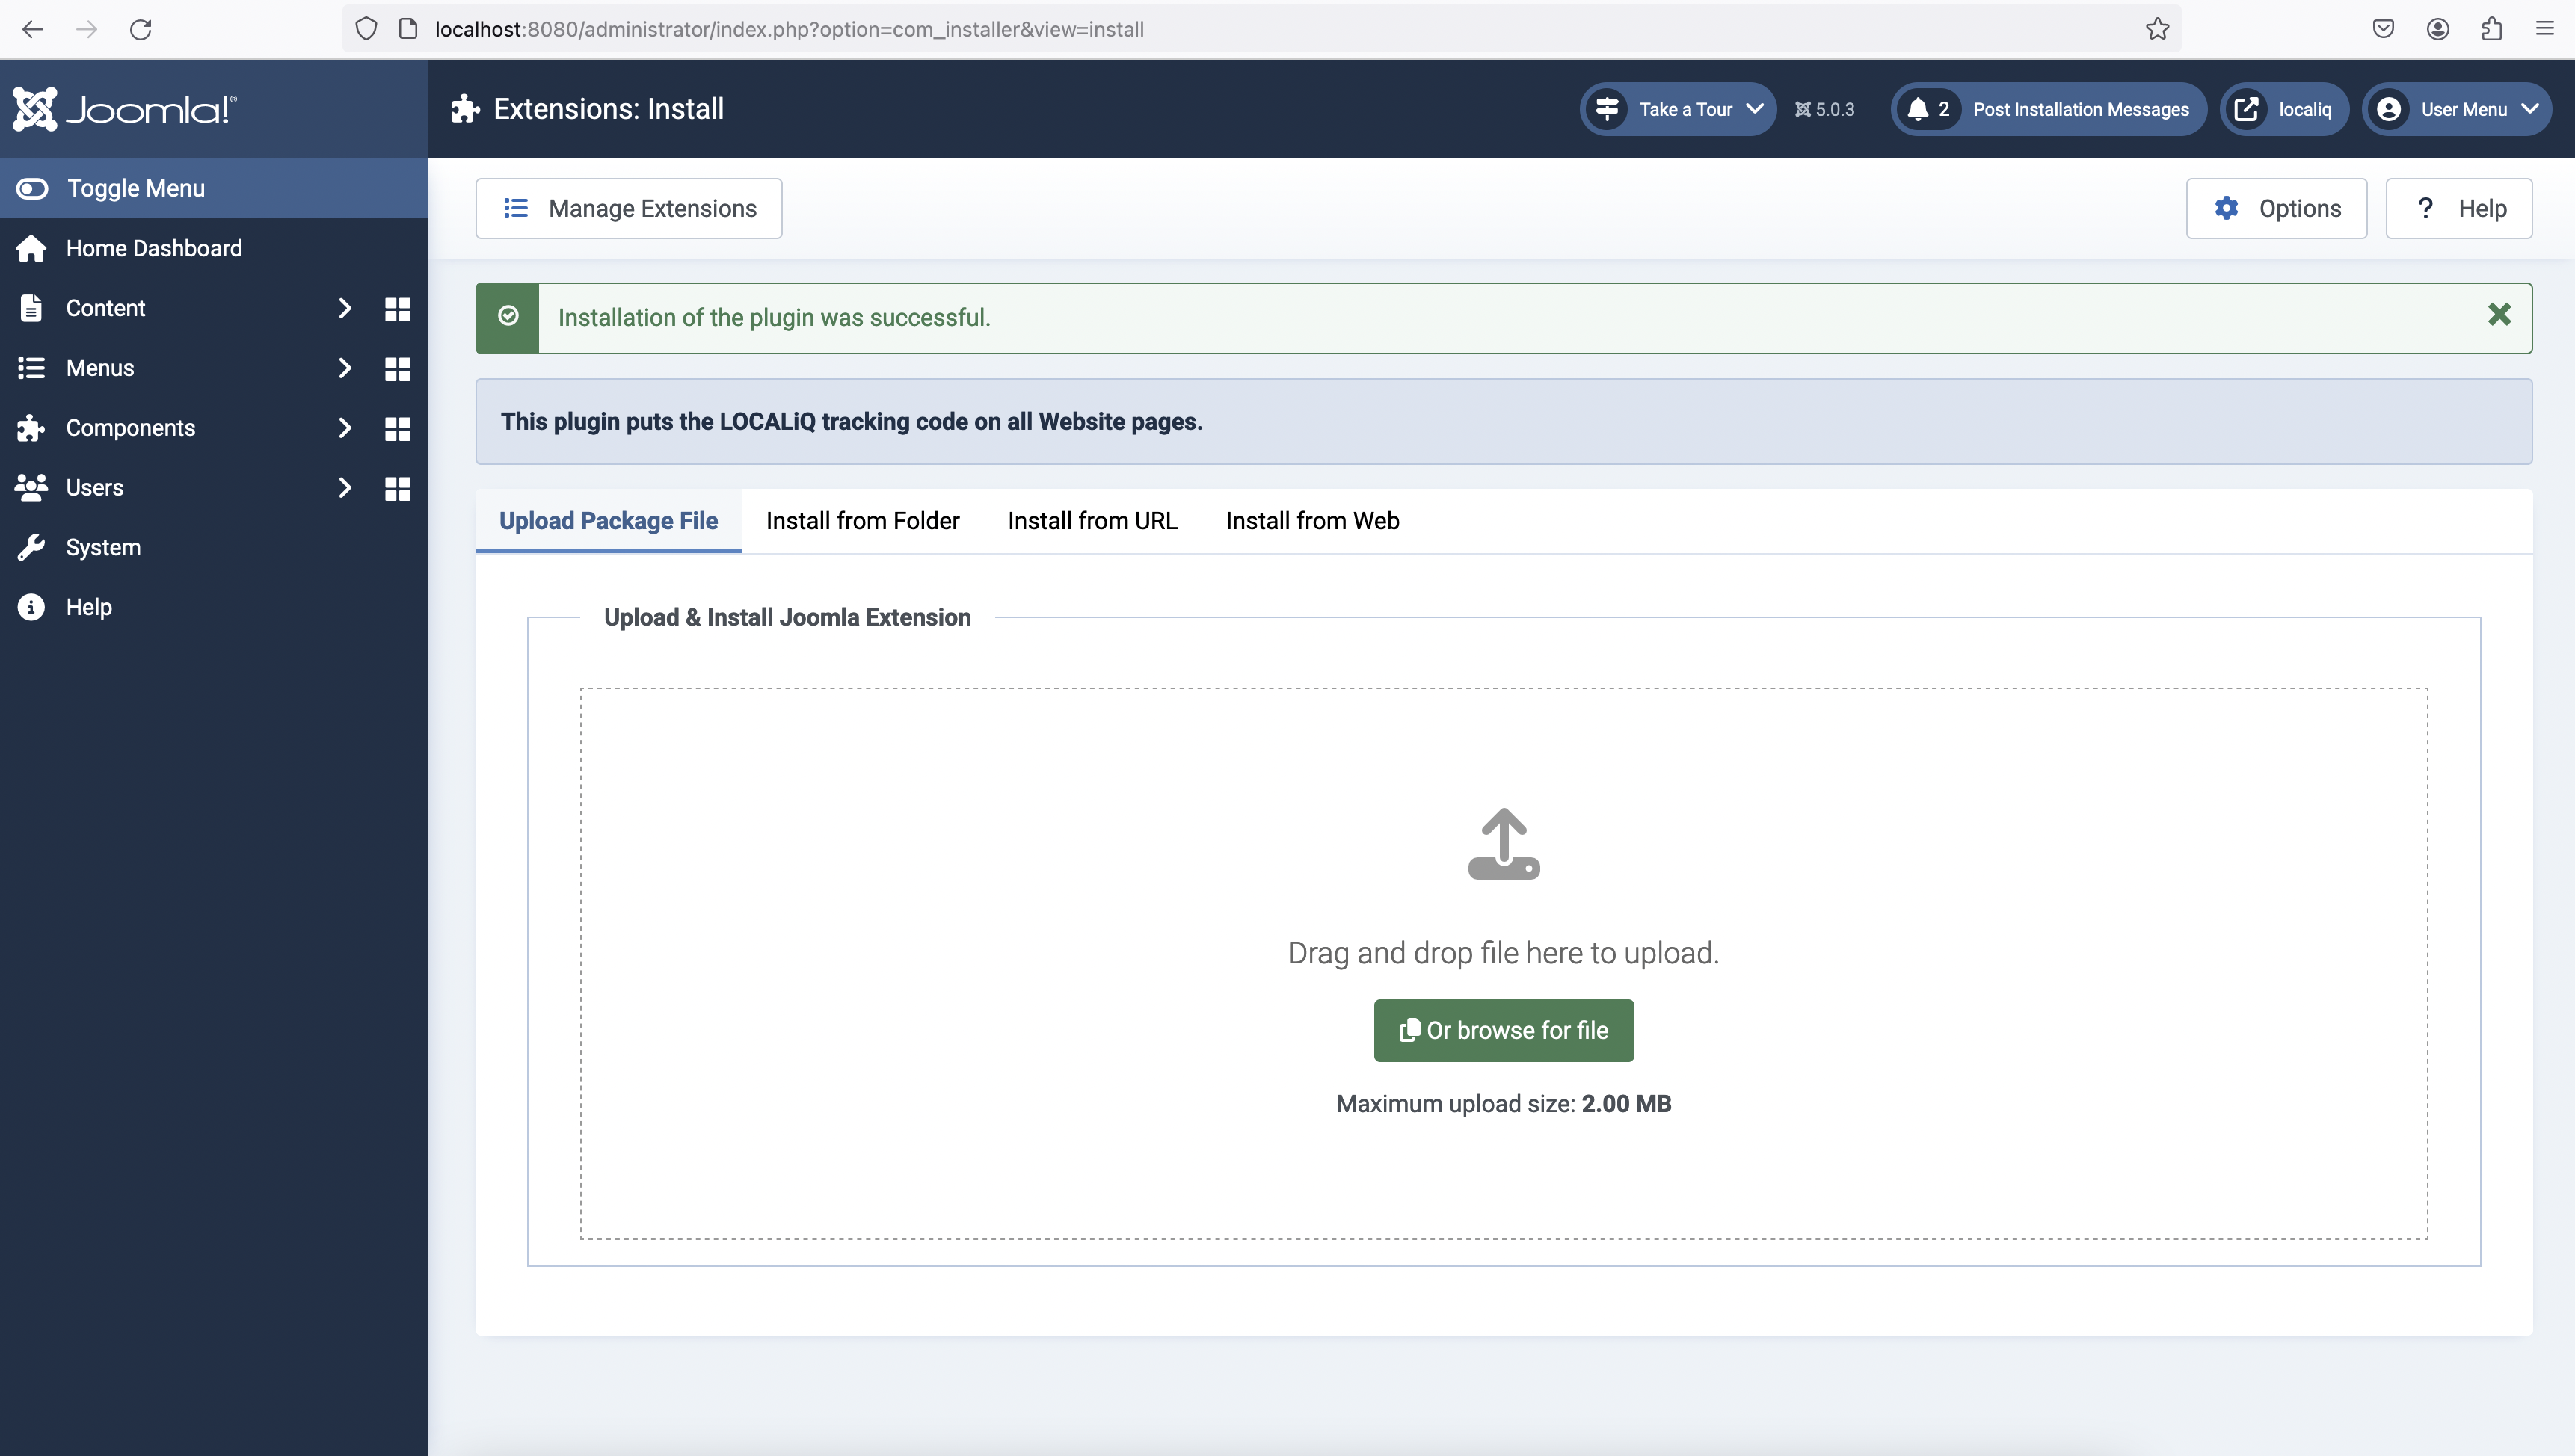 localhost:8080/administrator/index.php?option=com_installer&view=install
Joomla!®
Extensions: Install
Take a Tour
5.0.3
2
Post Installation Messages
localiq
User Menu
Toggle Menu
Home Dashboard
Content
Menus
Components
Users
System
Help
Manage Extensions
Options
? Help
Installation of the plugin was successful.
This plugin puts the LOCALiQ tracking code on all Website pages.
Upload Package File
Install from Folder
Install from URL
Install from Web
Upload & Install Joomla Extension
Drag and drop file here to upload.
Or browse for file
Maximum upload size: 2.00 MB